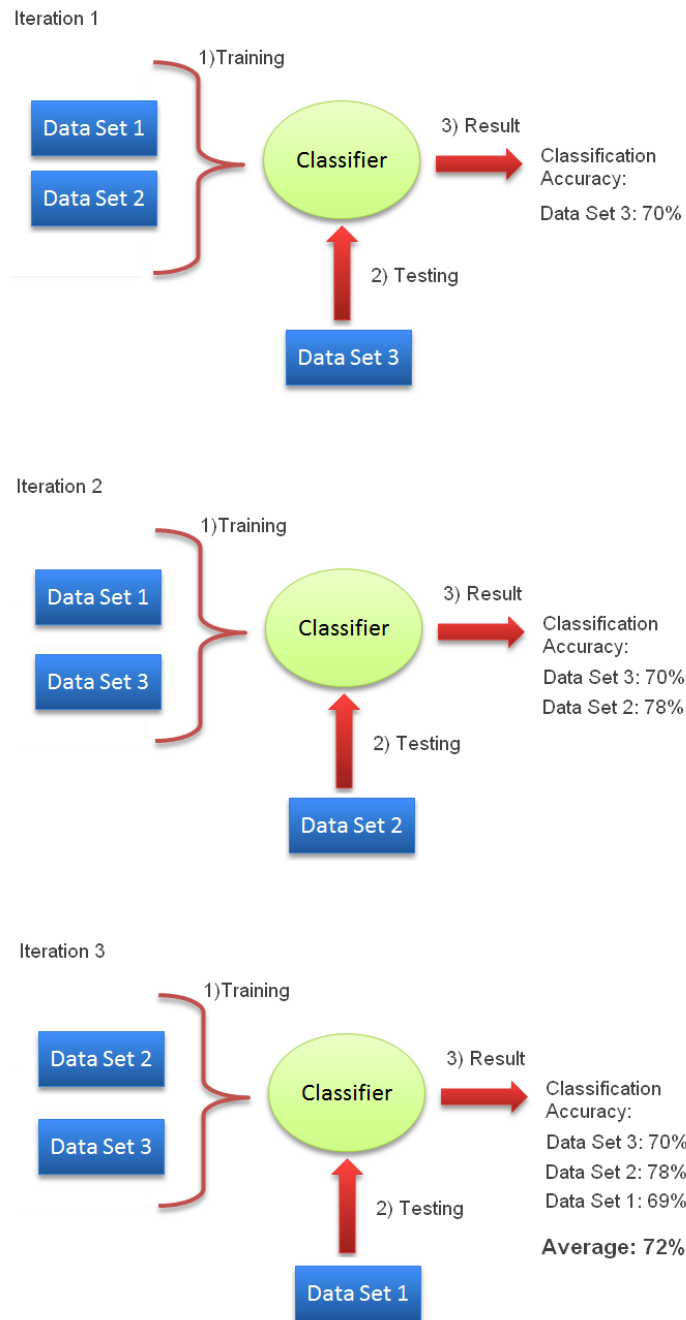 Iteration 1
1)Training
Data Set 1
Data Set 2
Classifier
3) Result
Classification
Accuracy:
Data Set 3: 70%
2) Testing
Data Set 3
Iteration 2
1)Training
Data Set 1
Data Set 3
Classifier
3) Result
Classification
Accuracy:
Data Set 3: 70%
Data Set 2: 78%
2) Testing
Data Set 2
Iteration 3
1)Training
Data Set 2
Data Set 3
Classifier
3) Result
Classification
Accuracy:
Data Set 3: 70%
Data Set 2: 78%
Data Set 1: 69%
Average: 72%
2) Testing
Data Set 1